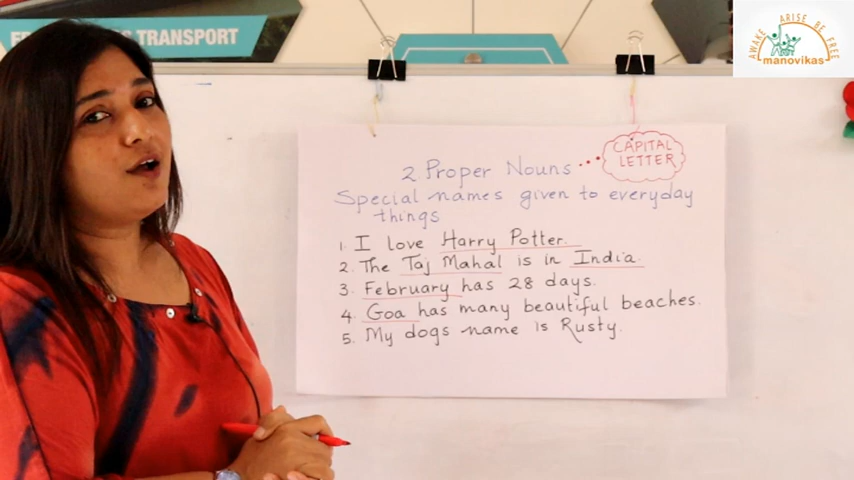 TRANSPORT
AWAKE ARISE BE FREE
manovikas
CAPITAL
LETTER
2 Proper Nouns
Special names given to everyday
things
1. I love Harry Potter.
2. The Taj Mahal is in India.
3. February has 28 days.
4. Goa has many beautiful beaches.
5. My dogs name is Rusty.